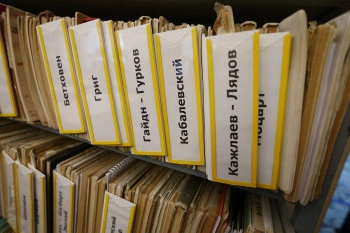 Бетховен
Григ
Гайдн - Гурков
Кабалевский
Кажлаев - Лядов
Моцарт